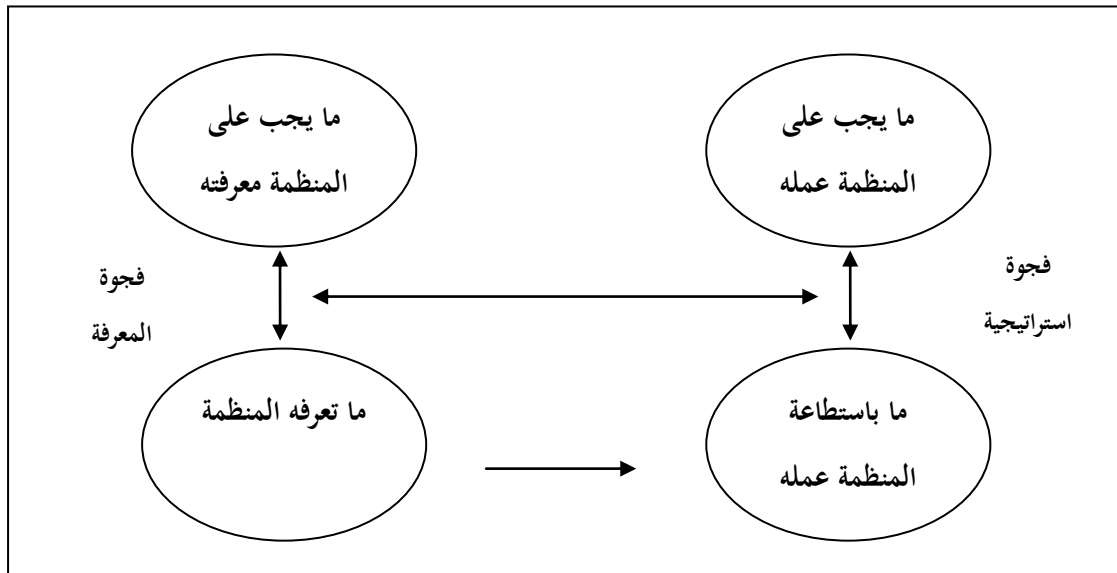 ما يجب على
المنظمة عمله
ما يجب على
المنظمة معرفته
فجوة
استراتيجية
فجوة
المعرفة
ما باستطاعة
المنظمة عمله
ما تعرفه المنظمة